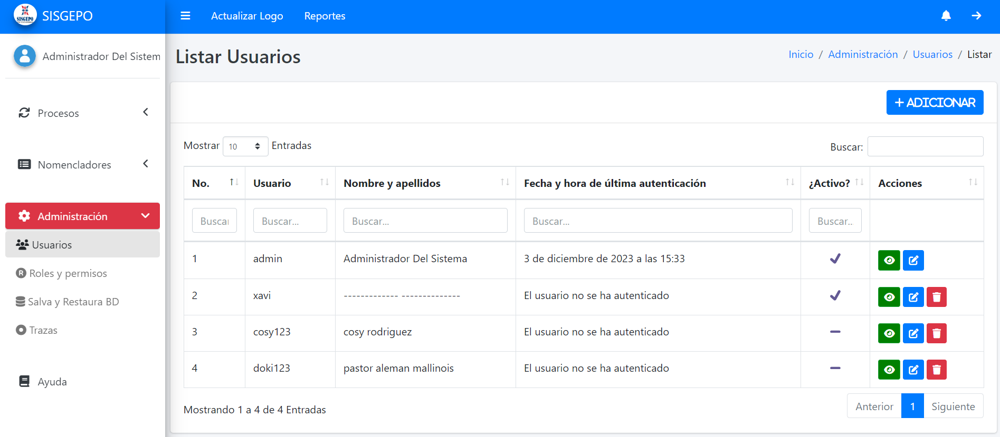 SISGEPO
SISGEPO
Actualizar Logo
Reportes
Administrador Del Sistem
Listar Usuarios
Inicio / Administración / Usuarios / Listar
Procesos
Nomencladores
Administración
Usuarios
Roles y permisos
Salva y Restaura BD
Trazas
Ayuda
+ ADICIONAR
Mostrar 10 Entradas
Buscar:
No. Usuario Nombre y apellidos Fecha y hora de última autenticación ¿Activo? Acciones
Buscar Buscar... Buscar... Buscar... Buscar..
1 admin Administrador Del Sistema 3 de diciembre de 2023 a las 15:33
2 xavi ------------- -------------- El usuario no se ha autenticado
3 cosy123 cosy rodriguez El usuario no se ha autenticado
4 doki123 pastor aleman mallinois El usuario no se ha autenticado
Mostrando 1 a 4 de 4 Entradas
Anterior 1 Siguiente